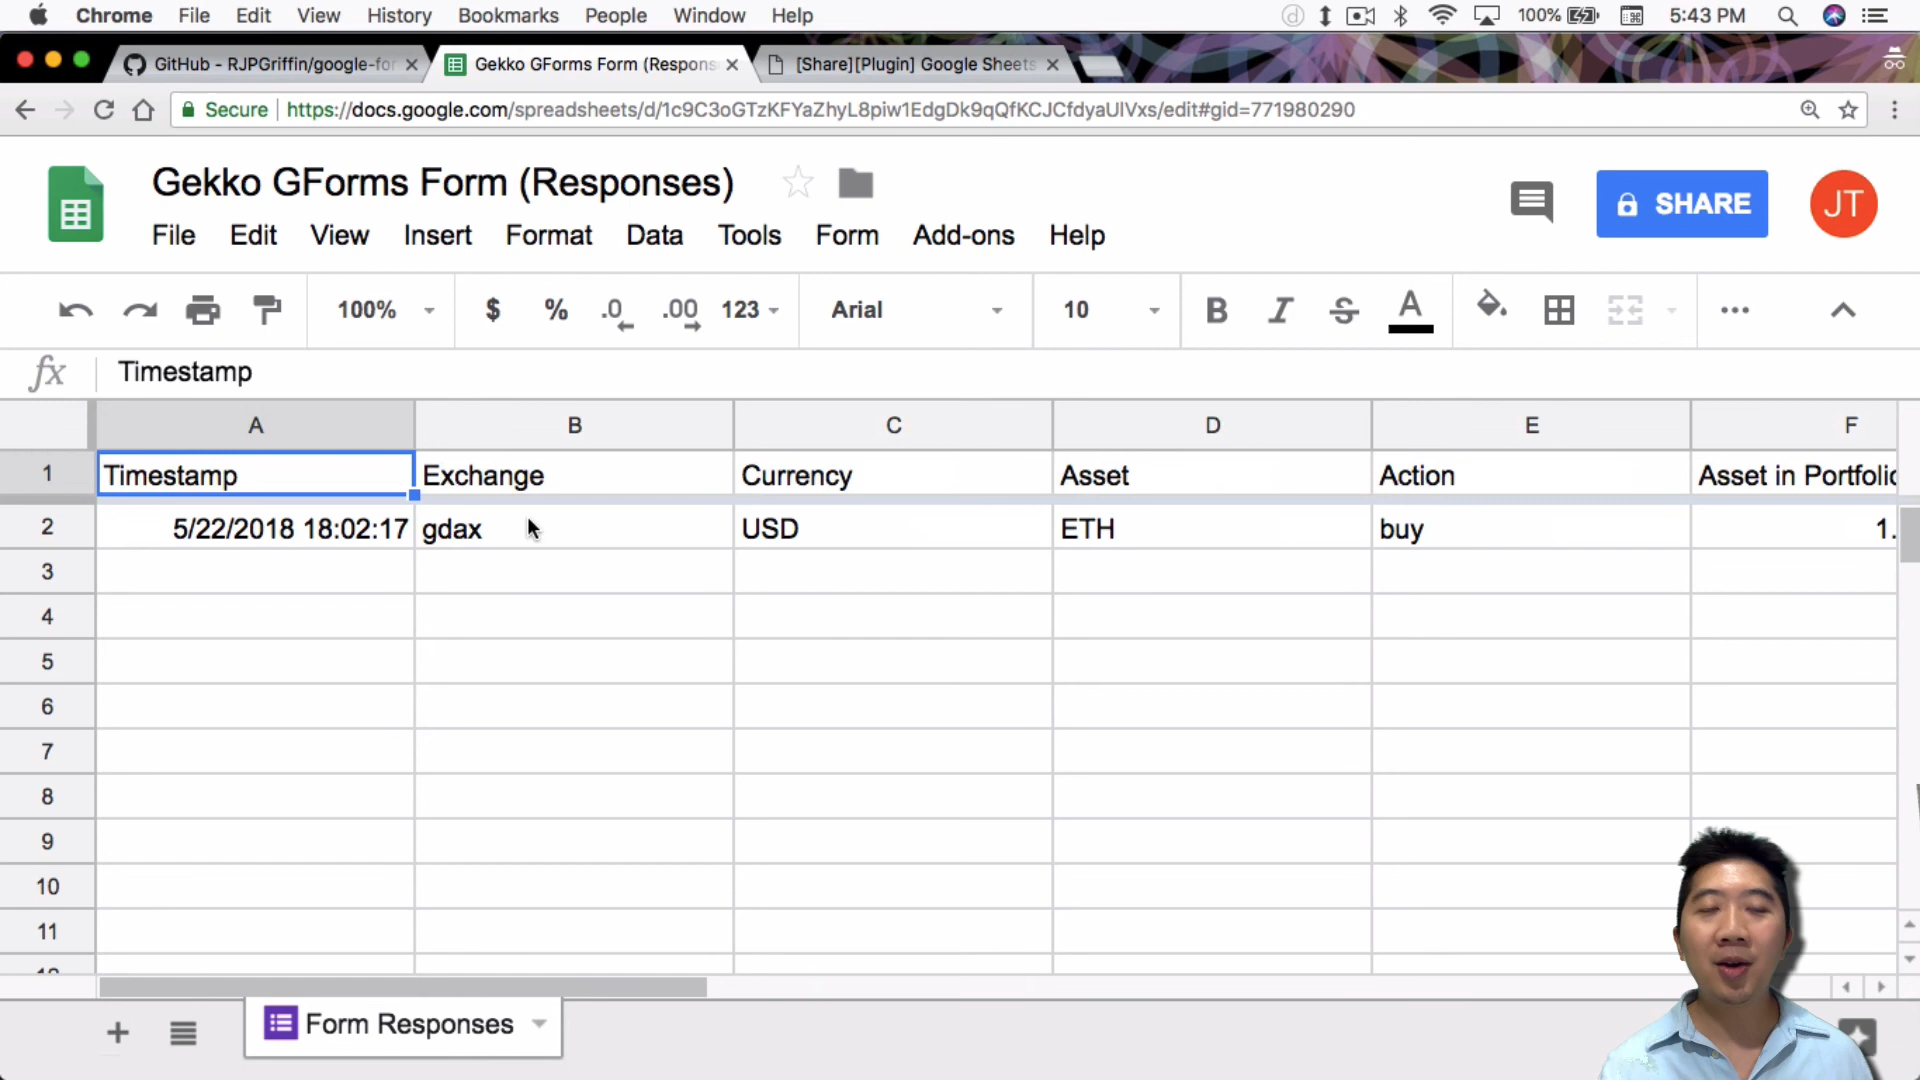 Chrome File Edit View History Bookmarks People Window Help 100% 5:43 PM
GitHub - RJPGriffin/google-for Gekko GForms Form (Respons [Share][Plugin] Google Sheets
Secure https://docs.google.com/spreadsheets/d/1c9C3oGTzKFYaZhyL8piw1EdgDk9qQfKCJCfdyaUlVxs/edit#gid=771980290
Gekko GForms Form (Responses)
SHARE JT
File Edit View Insert Format Data Tools Form Add-ons Help
100% $ % .0 .00 123 Arial 10 B I S A
fx Timestamp
A B C D E F
1 Timestamp Exchange Currency Asset Action Asset in Portfolio
2 5/22/2018 18:02:17 gdax USD ETH buy 1.
3
4
5
6
7
8
9
10
11
Form Responses